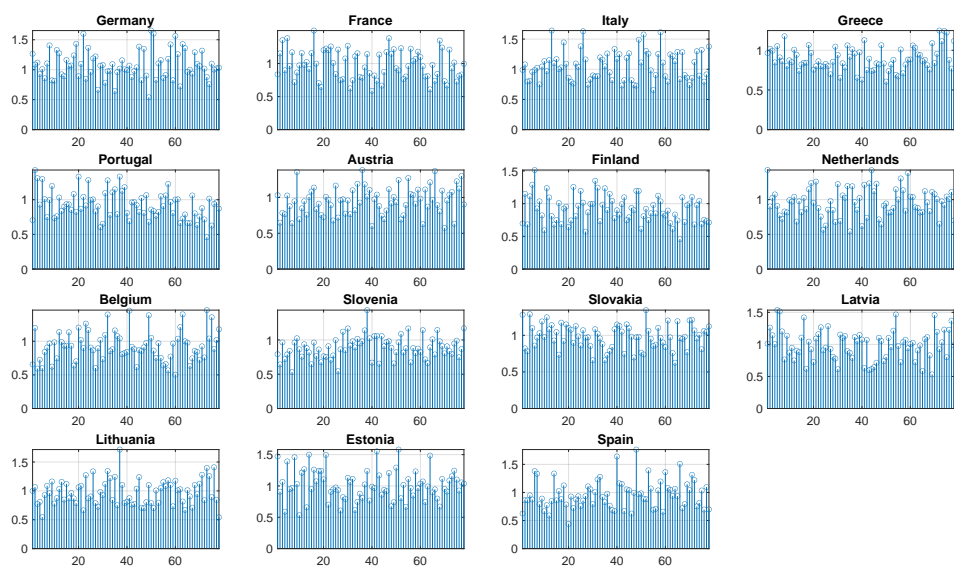 Germany France Italy Greece
1.5 1.5
1 1 1 1
0.5 0.5 0.5 0.5
0 0 0 0
20 40 60 20 40 60 20 40 60 20 40 60
Portugal Austria Finland Netherlands
1.5
1 1 1 1
0.5 0.5 0.5 0.5
0 0 0 0
20 40 60 20 40 60 20 40 60 20 40 60
Belgium Slovenia Slovakia Latvia
1.5
1 1 1 1
0.5 0.5 0.5 0.5
0 0 0 0
20 40 60 20 40 60 20 40 60 20 40 60
Lithuania Estonia Spain
1.5 1.5 1.5
1 1 1
0.5 0.5 0.5
0 0 0
20 40 60 20 40 60 20 40 60